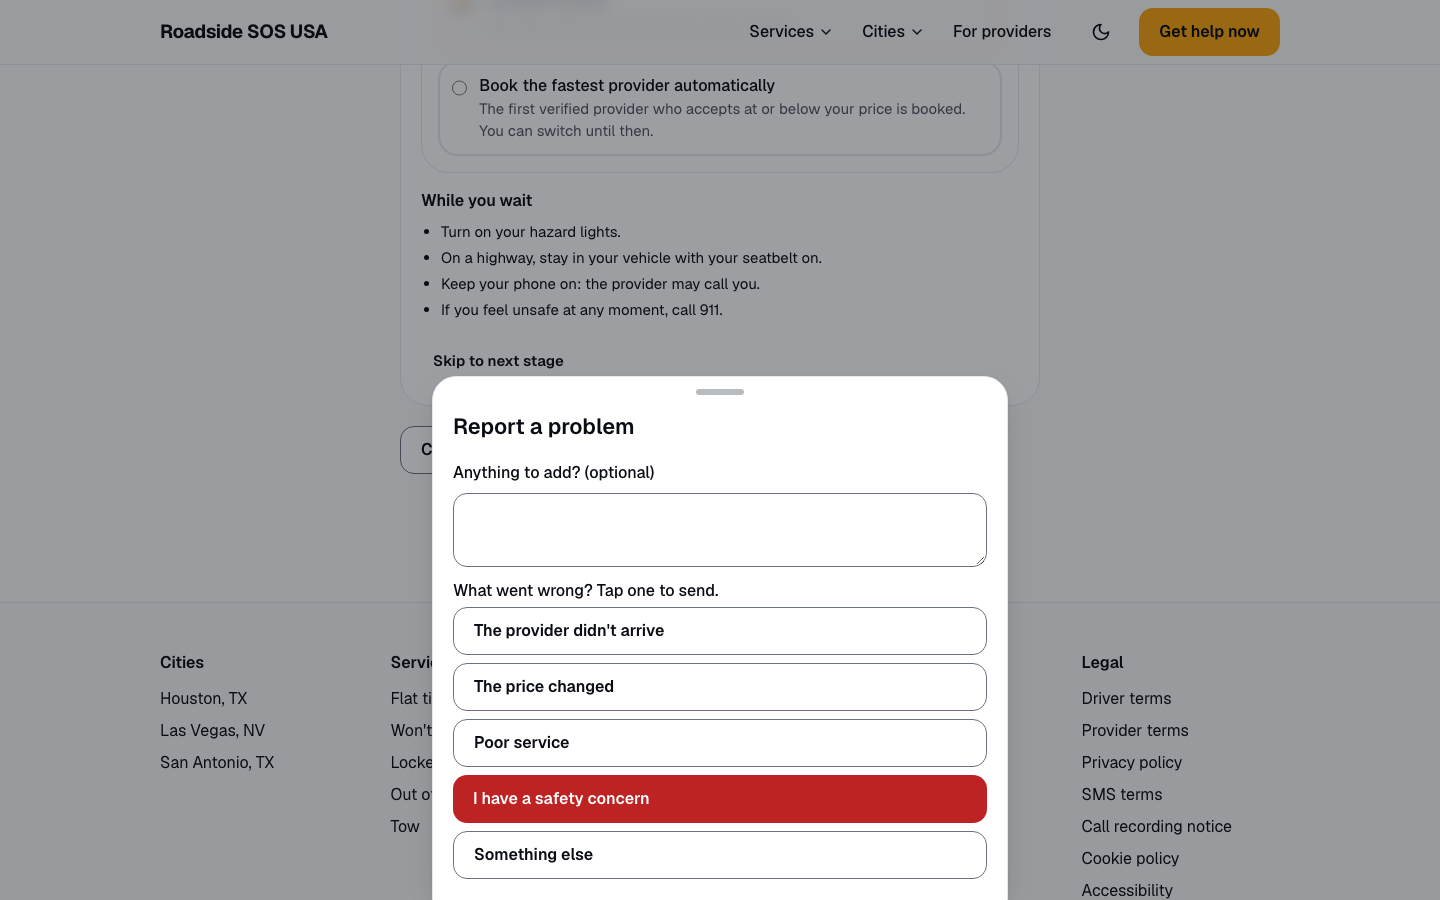 Roadside SOS USA
Services
Cities
For providers
Get help now
Book the fastest provider automatically
The first verified provider who accepts at or below your price is booked.
You can switch until then.
While you wait
Turn on your hazard lights.
On a highway, stay in your vehicle with your seatbelt on.
Keep your phone on: the provider may call you.
If you feel unsafe at any moment, call 911.
Skip to next stage
Report a problem
Anything to add? (optional)
What went wrong? Tap one to send.
The provider didn't arrive
The price changed
Poor service
I have a safety concern
Something else
Cities
Houston, TX
Las Vegas, NV
San Antonio, TX
Flat
Won't
Tow
Legal
Driver terms
Provider terms
Privacy policy
SMS terms
Call recording notice
Cookie policy
Accessibility